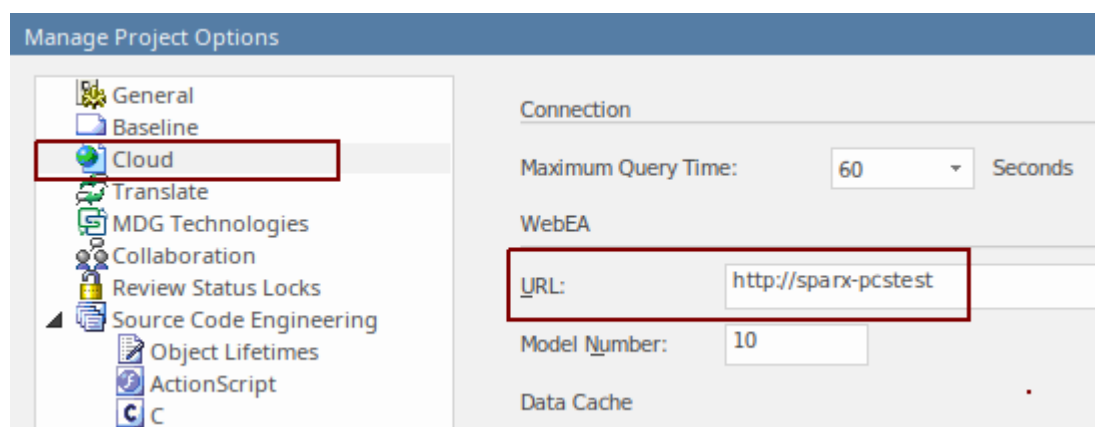 Manage Project Options
General
Baseline
Cloud
Translate
MDG Technologies
Collaboration
Review Status Locks
Source Code Engineering
Object Lifetimes
ActionScript
C
Connection
Maximum Query Time: 60 Seconds
WebEA
URL: http://sparx-pcstest
Model Number: 10
Data Cache